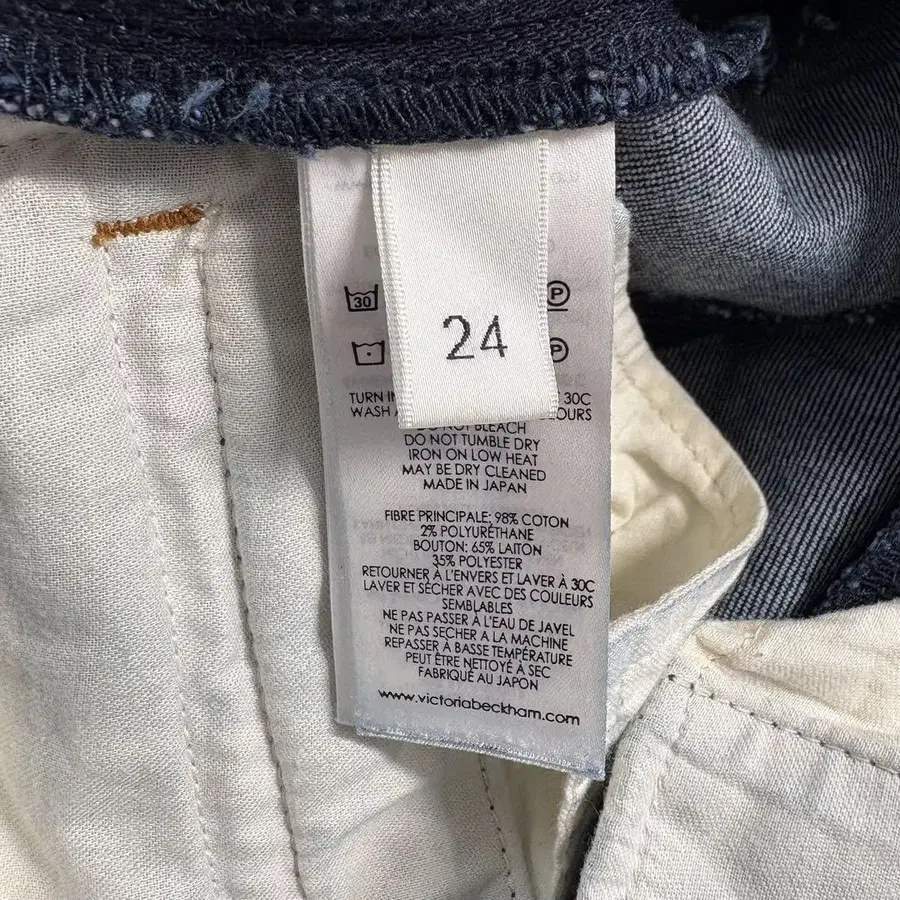 30
P
24
P
TURN 30C
WASH
DO NOT BLEACH
DO NOT TUMBLE DRY
IRON ON LOW HEAT
MAY BE DRY CLEANED
MADE IN JAPAN
FIBRE PRINCIPALE: 98% COTON
2% POLYURÉTHANE
BOUTON: 65% LAITON
35% POLYESTER
RETOURNER À L'ENVERS ET LAVER À 30C
LAVER ET SÉCHER AVEC DES COULEURS
SEMBLABLES
NE PAS PASSER À L'EAU DE JAVEL
NE PAS SECHER A LA MACHINE
REPASSER À BASSE TEMPÉRATURE
PEUT ÊTRE NETTOYÉ À SEC
FABRIQUÉ AU JAPON
www.victoriabeckham.com